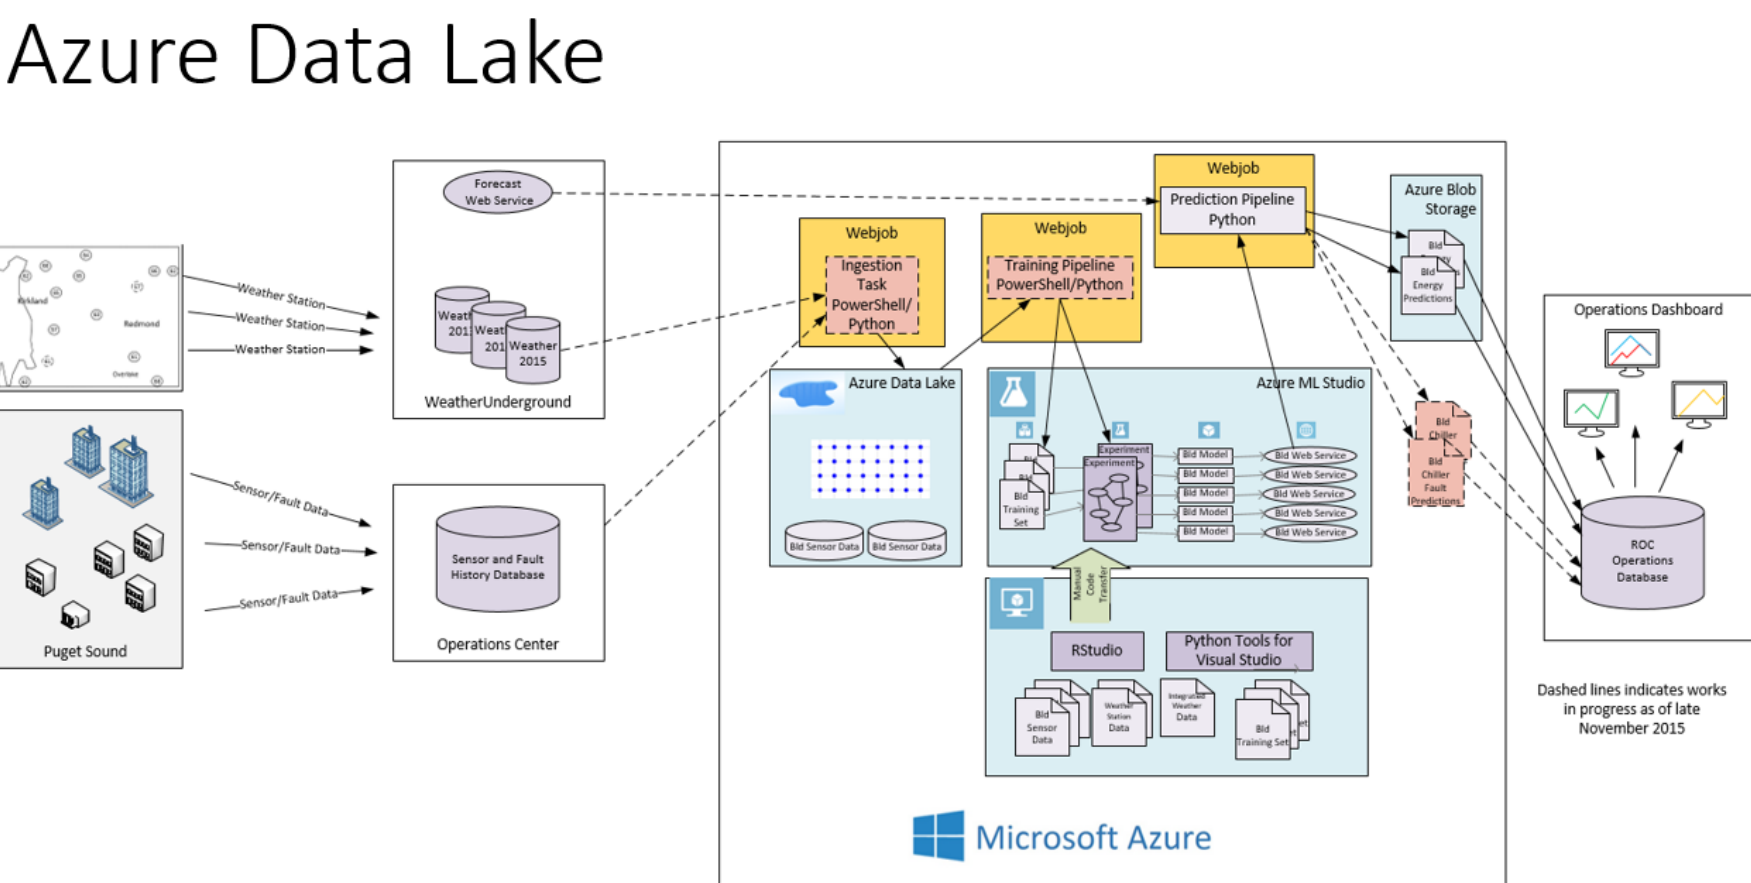 Azure Data Lake
Kirkland
Redmond
Overlake
Weather Station
Weather Station
Weather Station
Puget Sound
Sensor/Fault Data
Sensor/Fault Data
Sensor/Fault Data
Forecast
Web Service
Weather
2015
WeatherUnderground
Sensor and Fault
History Database
Operations Center
Webjob
Ingestion
Task
PowerShell/
Python
Webjob
Training Pipeline
PowerShell/Python
Webjob
Prediction Pipeline
Python
Azure Data Lake
Bld Sensor Data
Bld Sensor Data
Azure ML Studio
Bld
Training
Set
Experiment
Experiment
Bld Model
Bld Model
Bld Model
Bld Model
Bld Model
Bld Web Service
Bld Web Service
Bld Web Service
Bld Web Service
Bld Web Service
Manual
Code
Transfer
RStudio
Python Tools for
Visual Studio
Bld
Sensor
Data
Weather
Station
Data
Integrated
Weather
Data
Bld
Training Set
Microsoft Azure
Azure Blob
Storage
Bld
Bld
Energy
Predictions
Bld
Chiller
Bld
Chiller
Fault
Predictions
Operations Dashboard
ROC
Operations
Database
Dashed lines indicates works
in progress as of late
November 2015